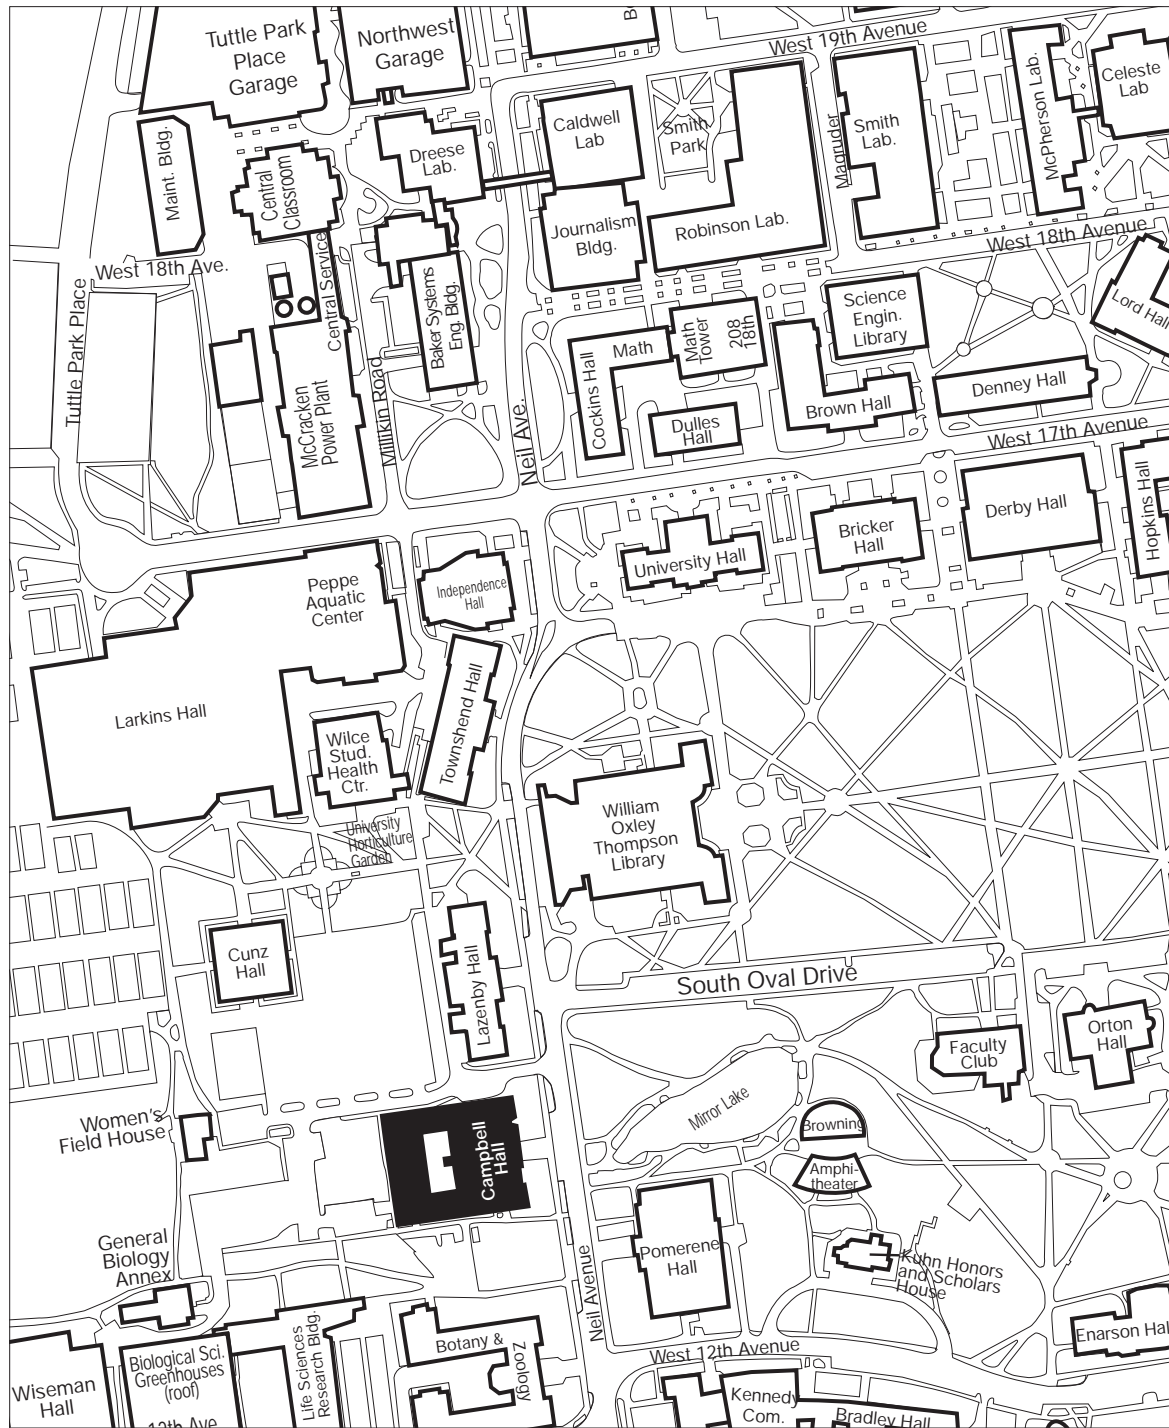 Tuttle Park
Place
Garage
Northwest
Garage
West 19th Avenue
Celeste
Lab
McPherson Lab.
Smith
Lab.
Magruder
Smith
Park
Caldwell
Lab
Dreese
Lab.
Maint. Bldg.
Central
Classroom
Journalism
Bldg.
Robinson Lab.
West 18th Avenue
West 18th Ave.
Central Service
Tuttle Park Place
Baker Systems
Eng. Bldg.
Science
Engin.
Library
Lord Hall
Math
Tower
208
18th
Math
Cockins Hall
Dulles
Hall
Brown Hall
Denney Hall
McCracken
Power Plant
Millikin Road
Neil Ave.
West 17th Avenue
Hopkins Hall
Derby Hall
Bricker
Hall
University Hall
Peppe
Aquatic
Center
Independence
Hall
Larkins Hall
Townshend Hall
Wilce
Stud.
Health
Ctr.
University
Horticulture
Garden
William
Oxley
Thompson
Library
Cunz
Hall
Lazenby Hall
South Oval Drive
Orton
Hall
Faculty
Club
Mirror Lake
Browning
Amphi-
theater
Women's
Field House
Campbell
Hall
General
Biology
Annex
Neil Avenue
Pomerene
Hall
Kuhn Honors
and Scholars
House
Enarson Hall
West 12th Avenue
Botany &
Zoology
Life Sciences
Research Bldg.
Biological Sci.
Greenhouses
(roof)
12th Ave
Wiseman
Hall
Kennedy
Com.
Bradley Hall